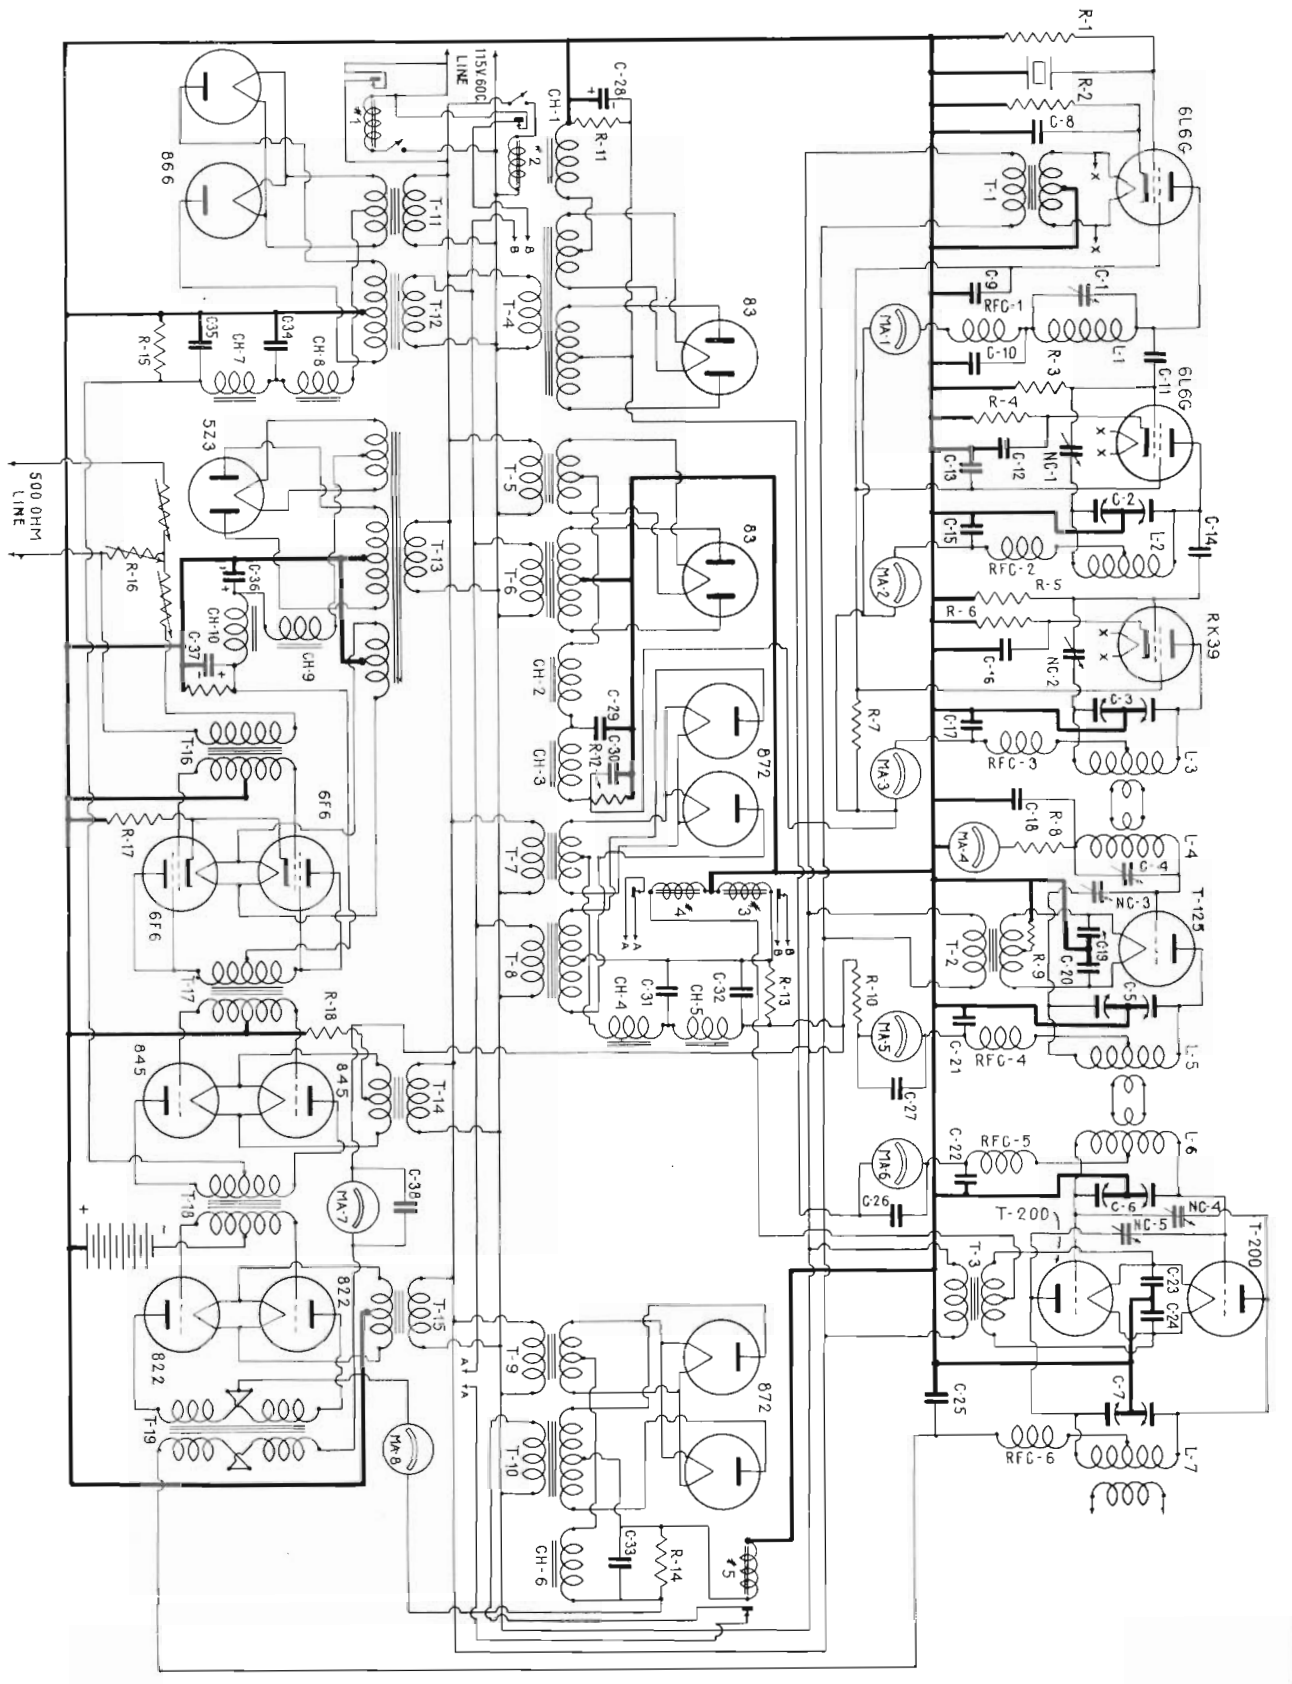 R-1
R-2
C-8
6L6G
T-1
X
X
C-9
RFC-1
C-1
MA-1
C-10
L-1
R-3
C-11
6L6G
R-4
X
X
C-12
C-13
NC-1
C-2
C-14
C-15
L-2
RFC-2
MA-2
R-5
R-6
RK39
X
X
C-16
NC-2
C-3
C-17
R-7
RFC-3
L-3
MA-3
C-18
R-8
MA-4
L-4
C-4
NC-3
T-125
T-2
R-9
C19
C-20
C-5
R-10
MA-5
C-21
RFC-4
L-5
C-27
C-22
RFC-5
L-6
MA-6
C-26
C-6
NC-4
NC-5
T-200
T-200
T-3
C-23
C-24
C-25
C-7
RFC-6
L-7
C-28
+
-
CH-1
R-11
115V.60C.
LINE
#1
#2
B
B
83
T-4
T-5
83
T-6
CH-2
C-29
C-30
R-12
CH-3
872
T-7
#4
#3
A
A
B
B
T-8
C-31
C-32
CH-4
CH-5
R-13
A
A
T-9
872
T-10
C-33
R-14
CH-6
#5
866
T-11
T-12
C35
C34
R-15
CH-7
CH-8
5Z3
T-13
500 OHM
LINE
R-16
C-36
+
CH-10
CH-9
C-37
-
+
T-16
6F6
R-17
6F6
T-17
R-18
845
845
T-14
T-18
C-38
MA-7
+
-
822
822
T-15
T-19
MA-8